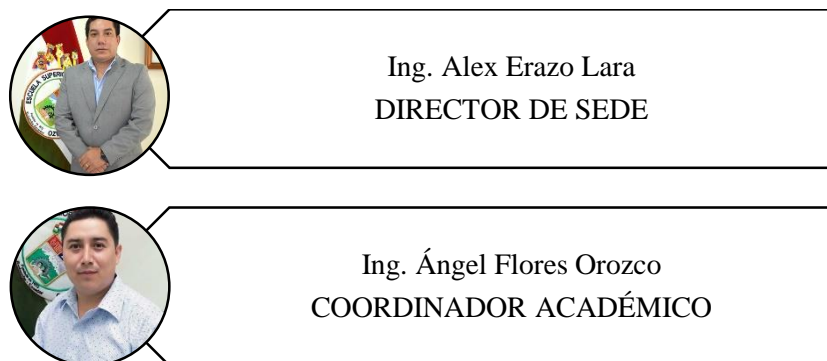 Ing. Alex Erazo Lara
DIRECTOR DE SEDE
Ing. Ángel Flores Orozco
COORDINADOR ACADÉMICO